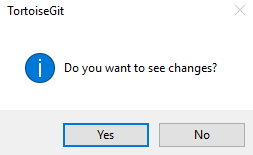 TortoiseGit
Do you want to see changes?
Yes
No